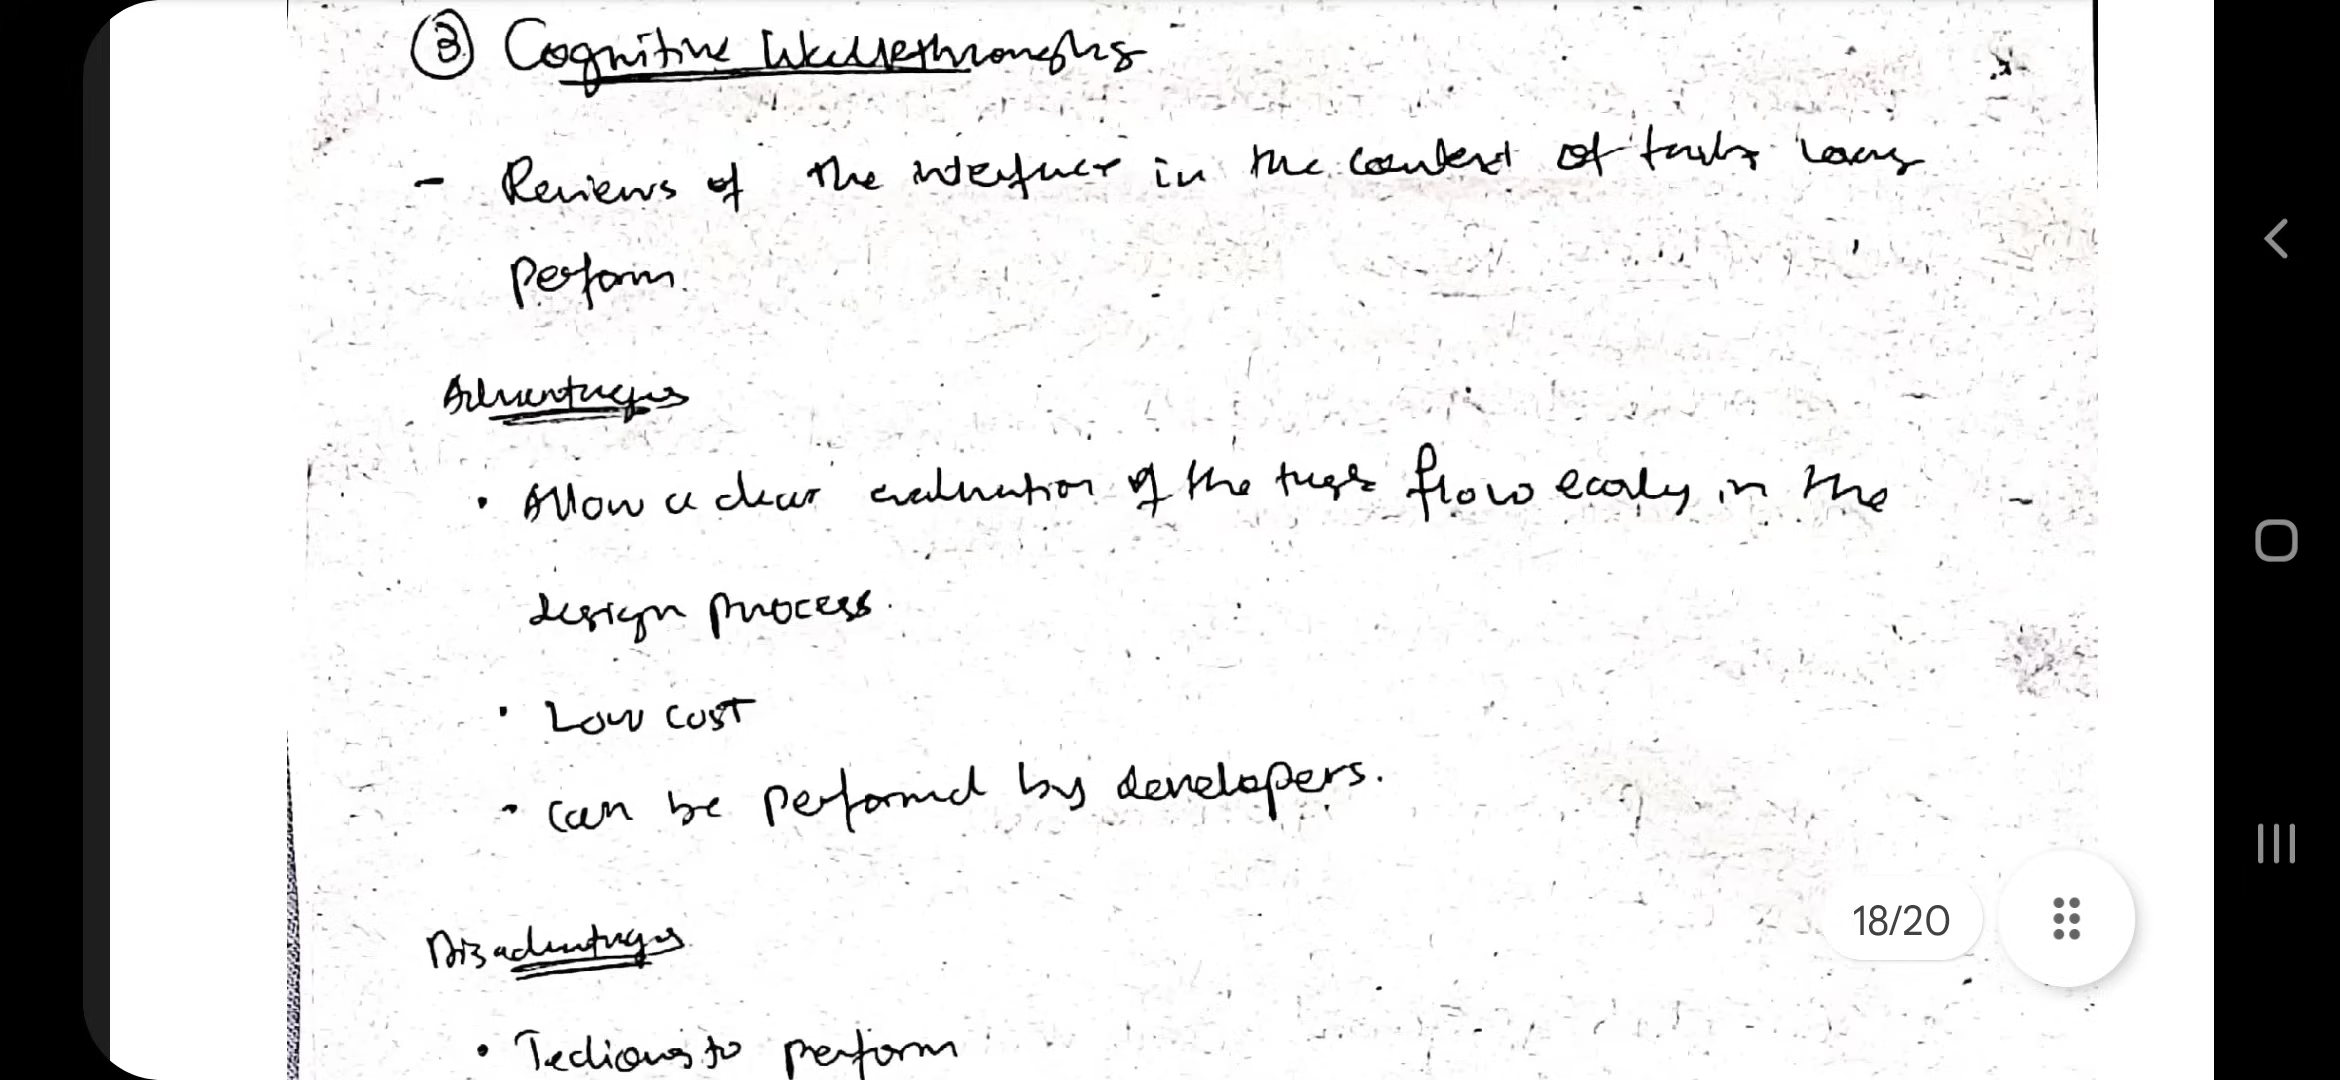 ③ Cognitive Walkthroughs
- Reviews of the interface in the context of tasks users
perform.
Advantages
• Allow a clear evaluation of the task flow early in the
design process.
• Low cost
• can be performed by developers.
18/20
Disadvantages
• Tedious to perform